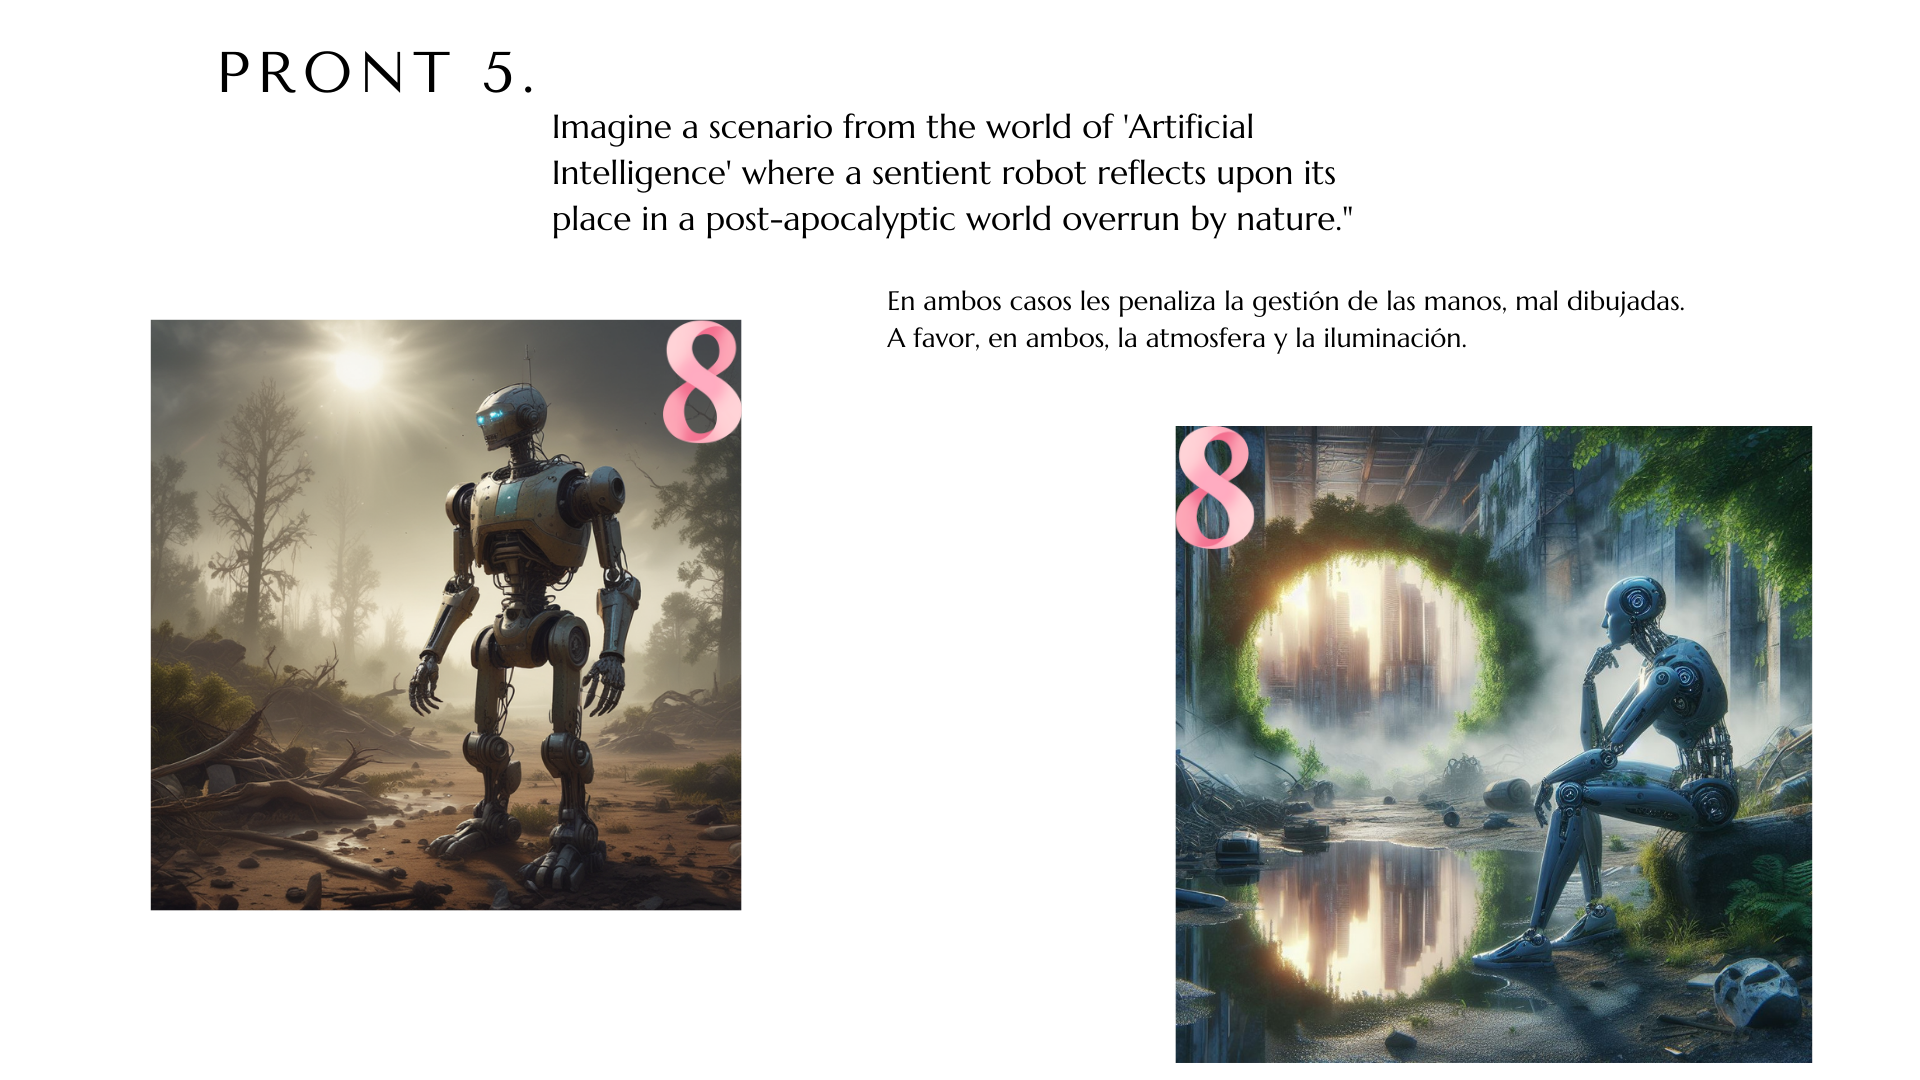 PRONT 5.
Imagine a scenario from the world of 'Artificial
Intelligence' where a sentient robot reflects upon its
place in a post-apocalyptic world overrun by nature."
En ambos casos les penaliza la gestión de las manos, mal dibujadas.
A favor, en ambos, la atmosfera y la iluminación.
8
8